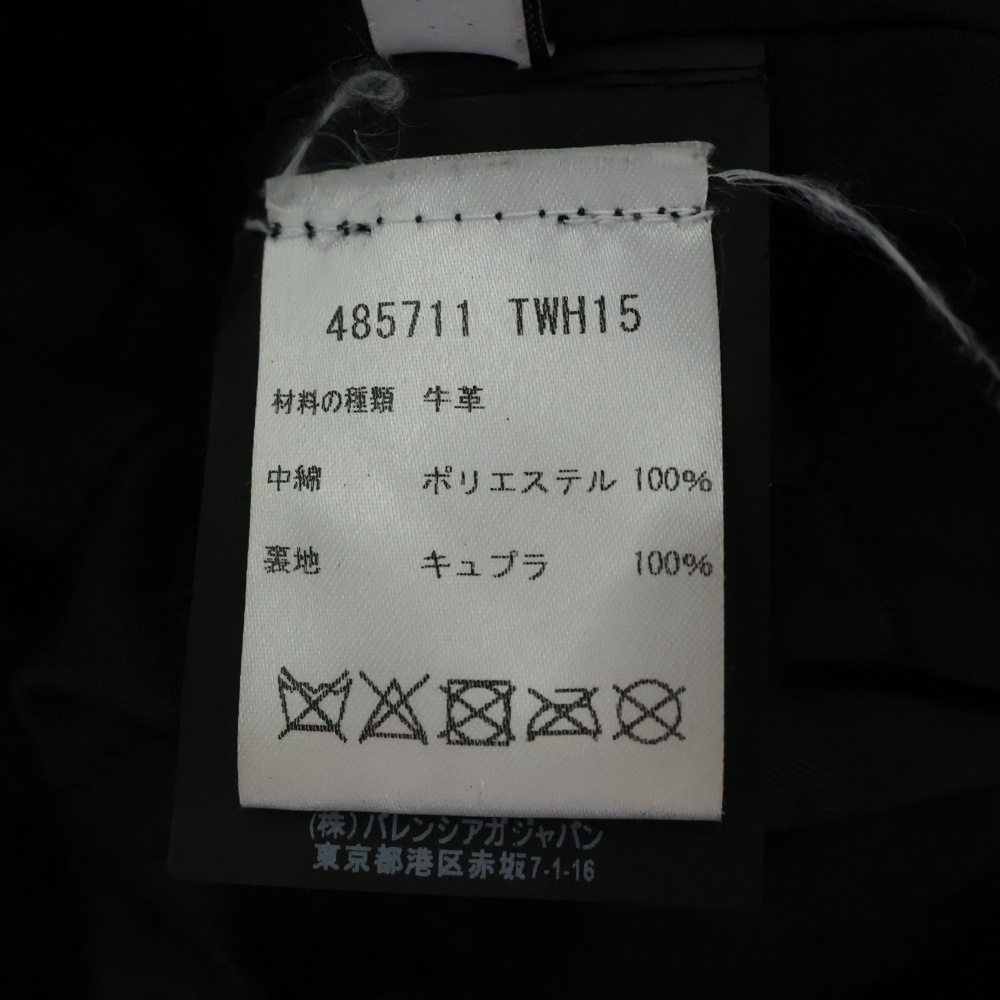 485711 TWH15
材料の種類 牛革
中綿 ポリエステル 100%
裏地 キュプラ 100%
(株)バレンシアガジャパン
東京都港区赤坂7-1-16